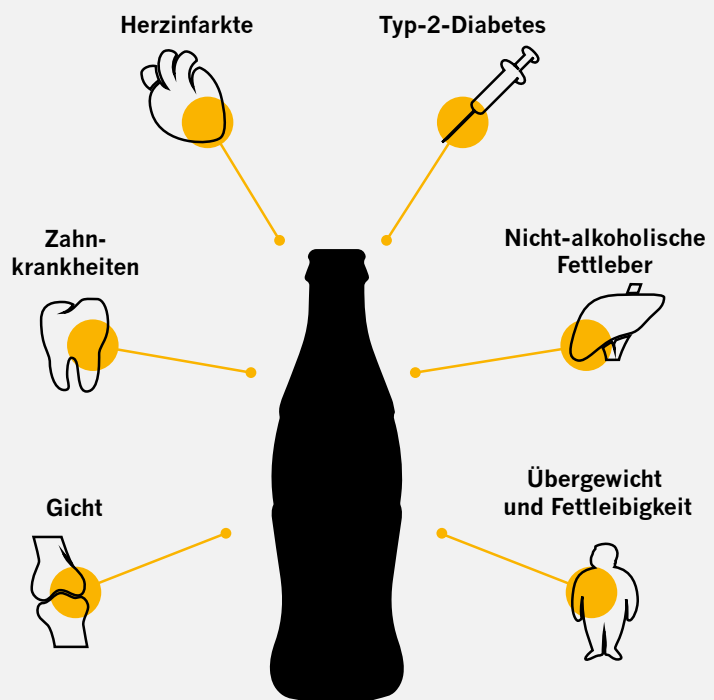 Herzinfarkte
Typ-2-Diabetes
Zahn-
krankheiten
Nicht-alkoholische
Fettleber
Gicht
Übergewicht
und Fettleibigkeit